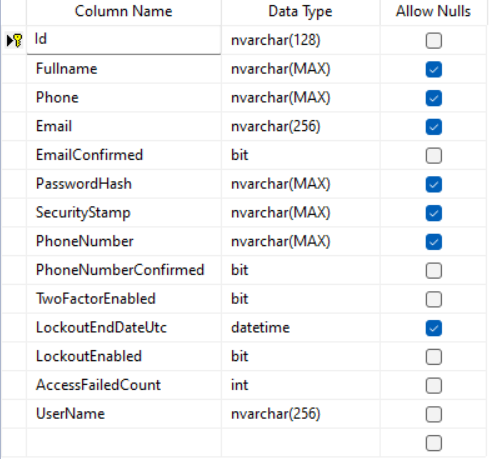 Column Name Data Type Allow Nulls
Id nvarchar(128)
Fullname nvarchar(MAX)
Phone nvarchar(MAX)
Email nvarchar(256)
EmailConfirmed bit
PasswordHash nvarchar(MAX)
SecurityStamp nvarchar(MAX)
PhoneNumber nvarchar(MAX)
PhoneNumberConfirmed bit
TwoFactorEnabled bit
LockoutEndDateUtc datetime
LockoutEnabled bit
AccessFailedCount int
UserName nvarchar(256)